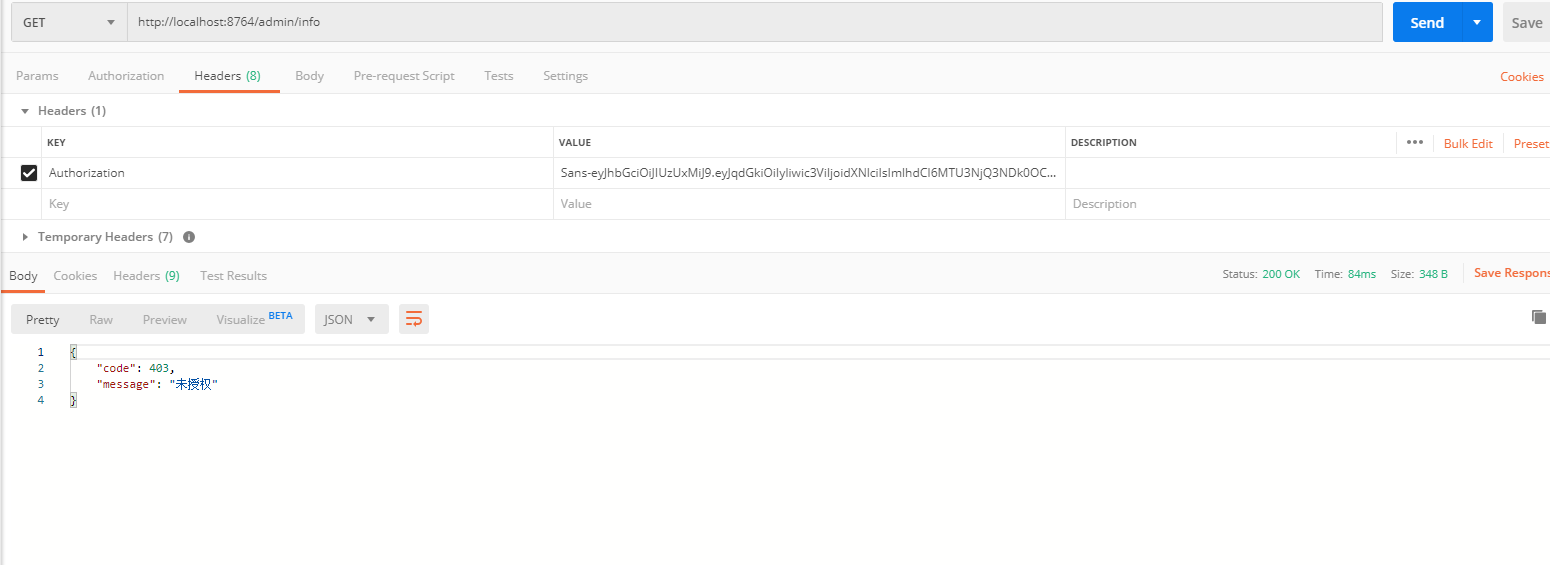 GET http://localhost:8764/admin/info Send Save
Params Authorization Headers (8) Body Pre-request Script Tests Settings Cookies
Headers (1)
KEY VALUE DESCRIPTION ••• Bulk Edit Preset
Authorization Sans-eyJhbGciOiJIUzUxMiJ9.eyJqdGkiOiIyIiwic3ViIjoidXNlciIsImlhdCI6MTU3NjQ3NDk0OC...
Key Value Description
Temporary Headers (7)
Body Cookies Headers (9) Test Results Status: 200 OK Time: 84ms Size: 348 B Save Respons
Pretty Raw Preview Visualize BETA JSON
1 {
2 "code": 403,
3 "message": "未授权"
4 }